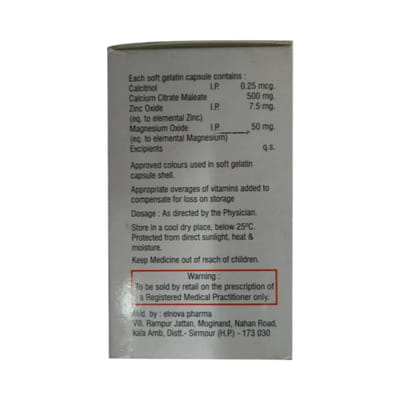 Each soft gelatin capsule contains :
Calcitriol I.P. 0.25 mcg.
Calcium Citrate Maleate 500 mg.
Zinc Oxide I.P. 7.5 mg.
(eq. to elemental Zinc)
Magnesium Oxide I.P. 50 mg.
(eq. to elemental Magnesium)
Excipients q.s.
Approved colours used in soft gelatin
capsule shell.
Appropriate overages of vitamins added to
compensate for loss on storage
Dosage : As directed by the Physician.
Store in a cool dry place, below 25ºC.
Protected from direct sunlight, heat &
moisture.
Keep Medicine out of reach of children.
Warning :
To be sold by retail on the prescription of
a Registered Medical Practitioner only.
Mfd. by : elnova pharma
Vill. Rampur Jattan, Moginand, Nahan Road,
kala Amb, Distt.- Sirmour (H.P.) - 173 030